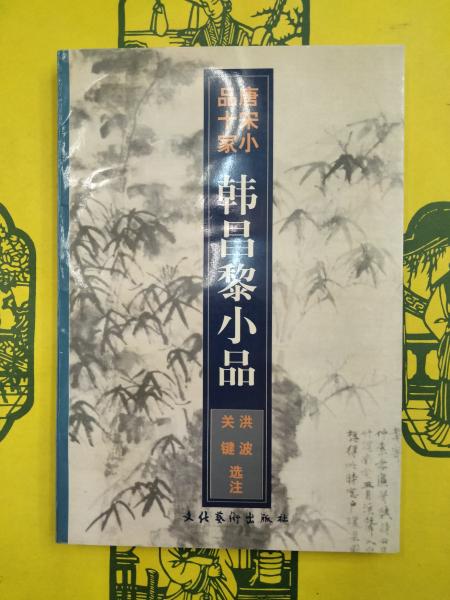 唐宋小
品十家
韩昌黎小品
洪波
关键
选注
文化艺术出版社